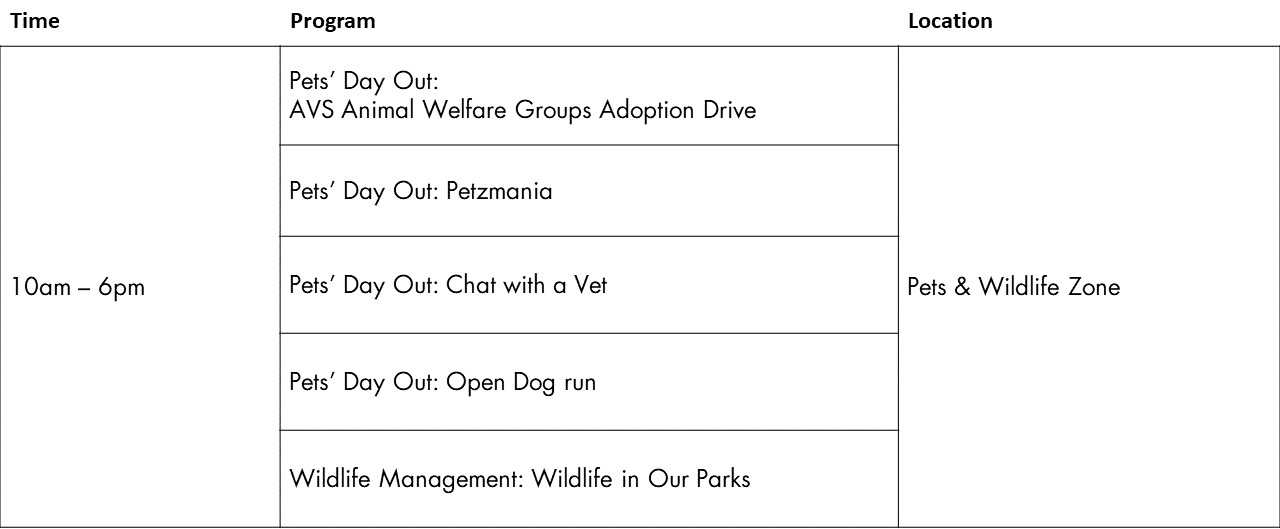 Time Program Location
Pets’ Day Out:
AVS Animal Welfare Groups Adoption Drive
Pets’ Day Out: Petzmania
10am – 6pm Pets’ Day Out: Chat with a Vet Pets & Wildlife Zone
Pets’ Day Out: Open Dog run
Wildlife Management: Wildlife in Our Parks